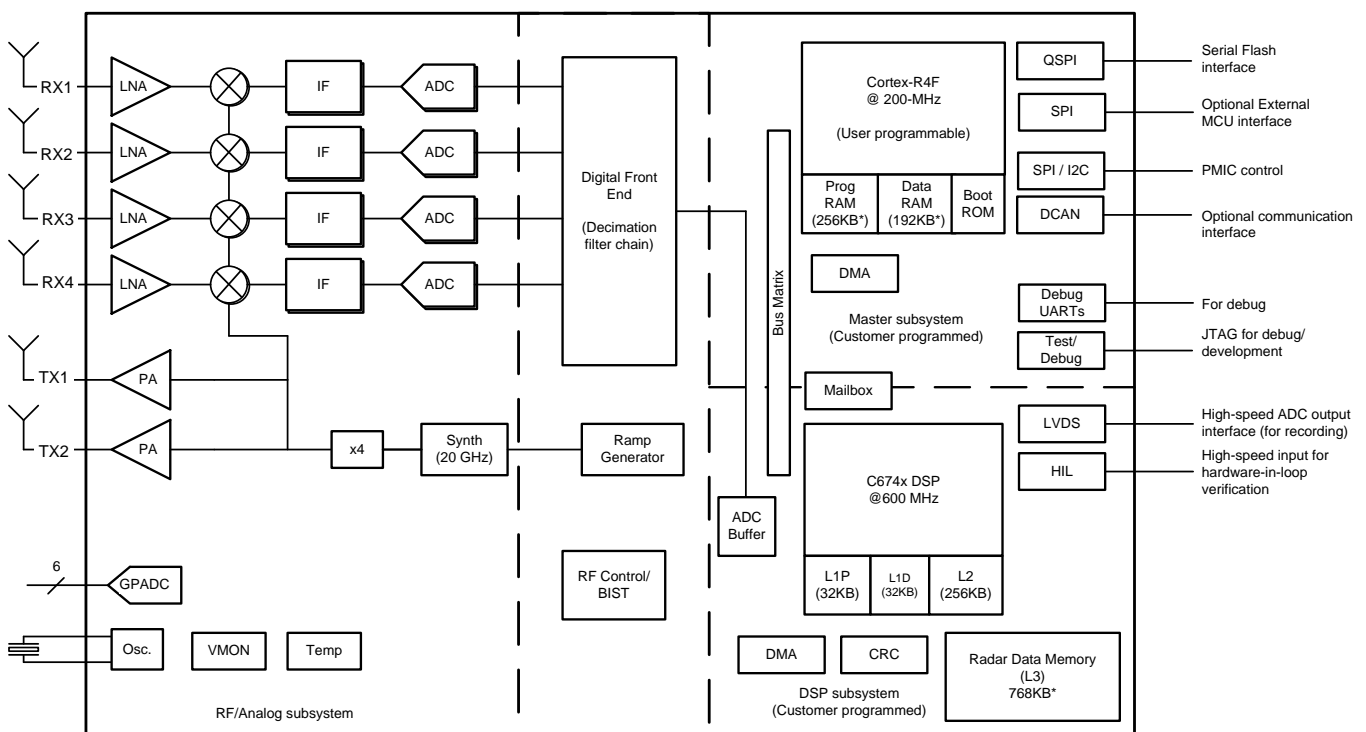 RX1
LNA
IF
ADC
RX2
LNA
IF
ADC
RX3
LNA
IF
ADC
RX4
LNA
IF
ADC
TX1
PA
TX2
PA
x4
Synth
(20 GHz)
Ramp
Generator
Digital Front
End
(Decimation
filter chain)
6
GPADC
Osc.
VMON
Temp
RF/Analog subsystem
RF Control/
BIST
ADC
Buffer
Bus Matrix
Cortex-R4F
@ 200-MHz
(User programmable)
Prog
RAM
(256KB*)
Data
RAM
(192KB*)
Boot
ROM
DMA
Master subsystem
(Customer programmed)
Mailbox
QSPI
Serial Flash
interface
SPI
Optional External
MCU interface
SPI / I2C
PMIC control
DCAN
Optional communication
interface
Debug
UARTs
For debug
Test/
Debug
JTAG for debug/
development
LVDS
High-speed ADC output
interface (for recording)
HIL
High-speed input for
hardware-in-loop
verification
C674x DSP
@600 MHz
L1P
(32KB)
L1D
(32KB)
L2
(256KB)
DMA
CRC
DSP subsystem
(Customer programmed)
Radar Data Memory
(L3)
768KB*